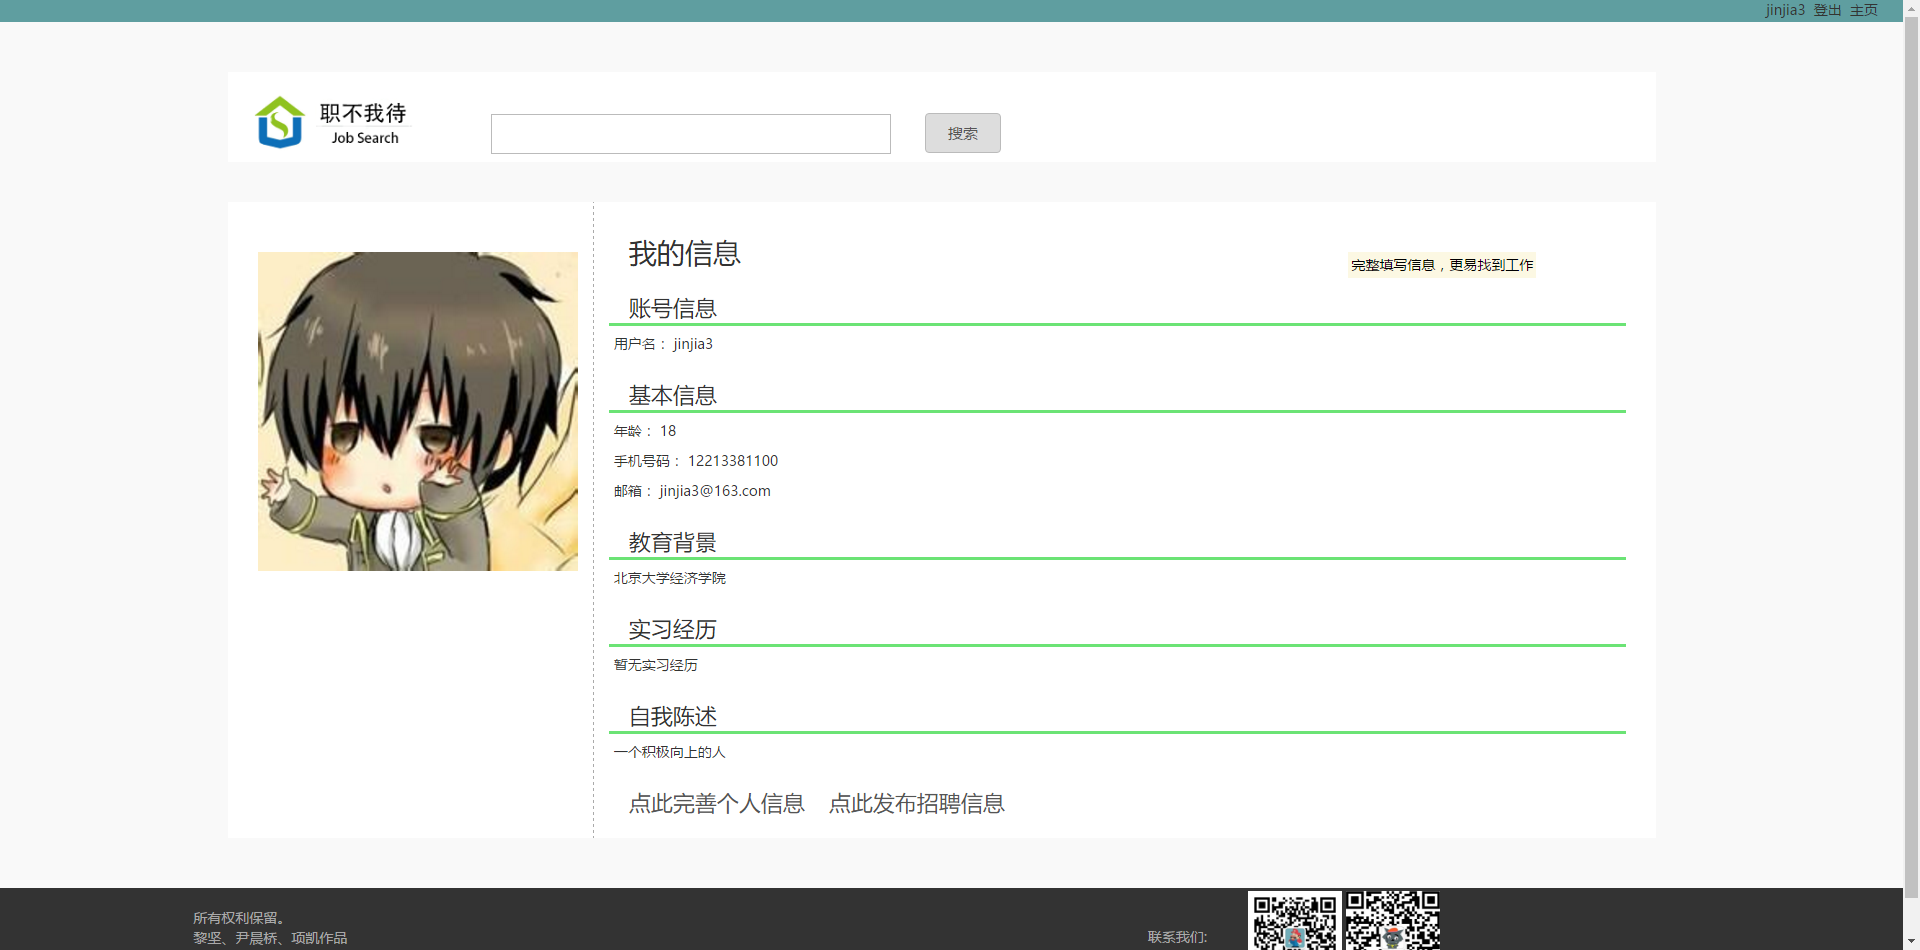 jinjia3 登出 主页
职不我待
Job Search
搜索
我的信息
完整填写信息，更易找到工作
账号信息
用户名： jinjia3
基本信息
年龄： 18
手机号码： 12213381100
邮箱： jinjia3@163.com
教育背景
北京大学经济学院
实习经历
暂无实习经历
自我陈述
一个积极向上的人
点此完善个人信息 点此发布招聘信息
所有权利保留。
黎坚、尹晨桥、项凯作品
联系我们: